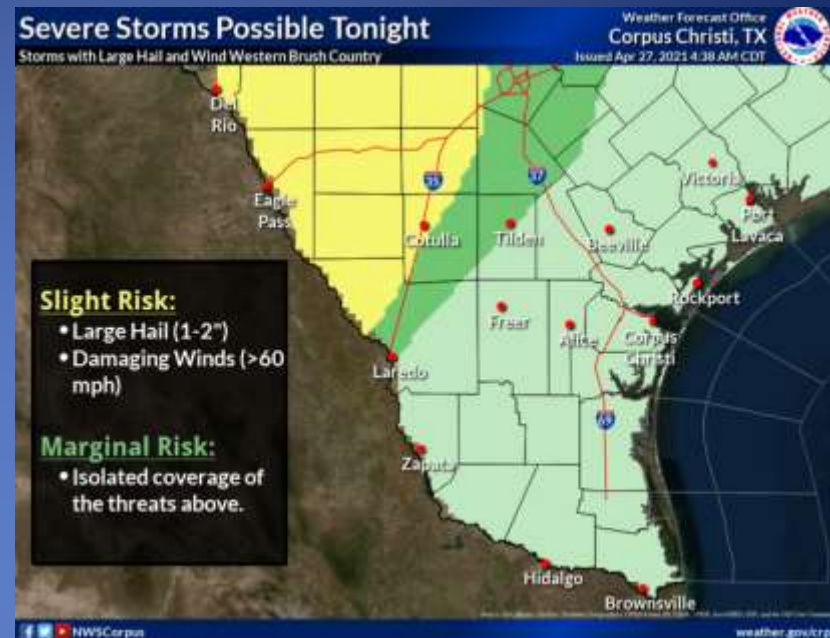 Severe Storms Possible Tonight
Storms with Large Hail and Wind Western Brush Country
Weather Forecast Office
Corpus Christi, TX
Issued Apr 27, 2021 4:38 AM CDT
Del
Rio
Eagle
Pass
35
37
Victoria
Port
Lavaca
Cotulla
Tilden
Beeville
Rockport
Freer
Alice
Corpus
Christi
Laredo
69
Zapata
Hidalgo
Brownsville
Slight Risk:
• Large Hail (1-2")
• Damaging Winds (>60
mph)
Marginal Risk:
• Isolated coverage of
the threats above.
NWSCorpus
weather.gov/crp